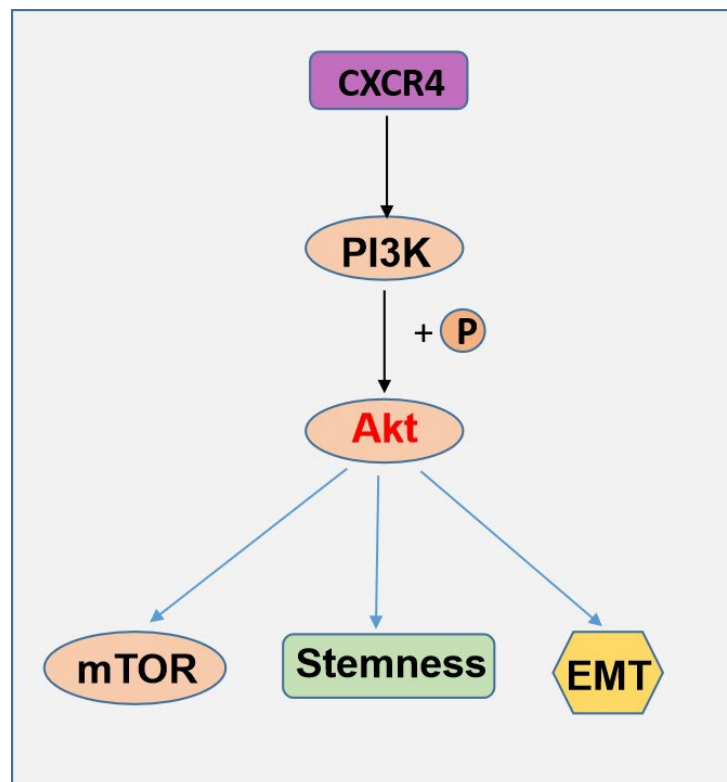 CXCR4
PI3K
+ P
Akt
mTOR
Stemness
EMT